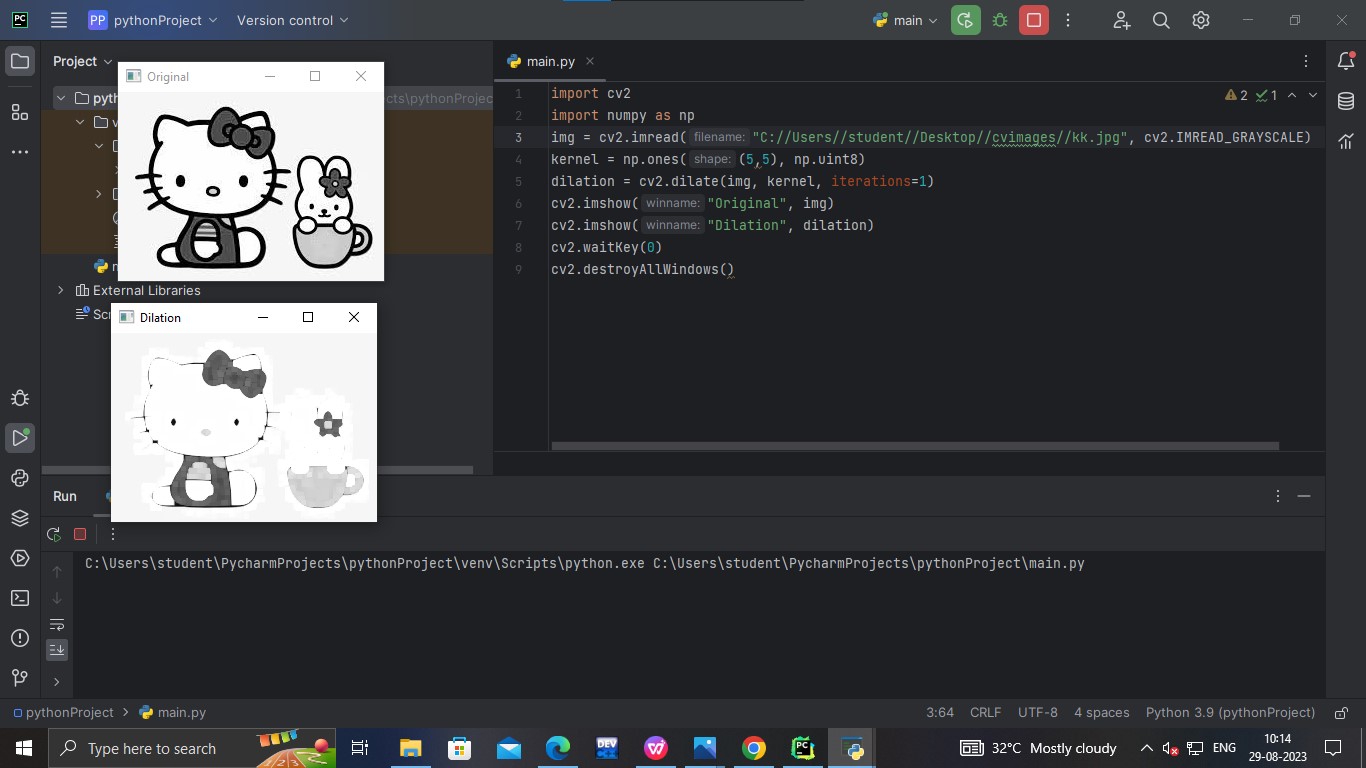 PC
PP pythonProject
Version control
main
Project
main.py
Original
cts\pythonProjec
1 import cv2
2 import numpy as np
3 img = cv2.imread( filename: "C://Users//student//Desktop//cvimages//kk.jpg", cv2.IMREAD_GRAYSCALE)
4 kernel = np.ones( shape: (5,5), np.uint8)
5 dilation = cv2.dilate(img, kernel, iterations=1)
6 cv2.imshow( winname: "Original", img)
7 cv2.imshow( winname: "Dilation", dilation)
8 cv2.waitKey(0)
9 cv2.destroyAllWindows()
2 1
External Libraries
Dilation
Run
C:\Users\student\PycharmProjects\pythonProject\venv\Scripts\python.exe C:\Users\student\PycharmProjects\pythonProject\main.py
pythonProject > main.py
3:64 CRLF UTF-8 4 spaces Python 3.9 (pythonProject)
Type here to search
DEV
PC
32°C Mostly cloudy
ENG
10:14
29-08-2023